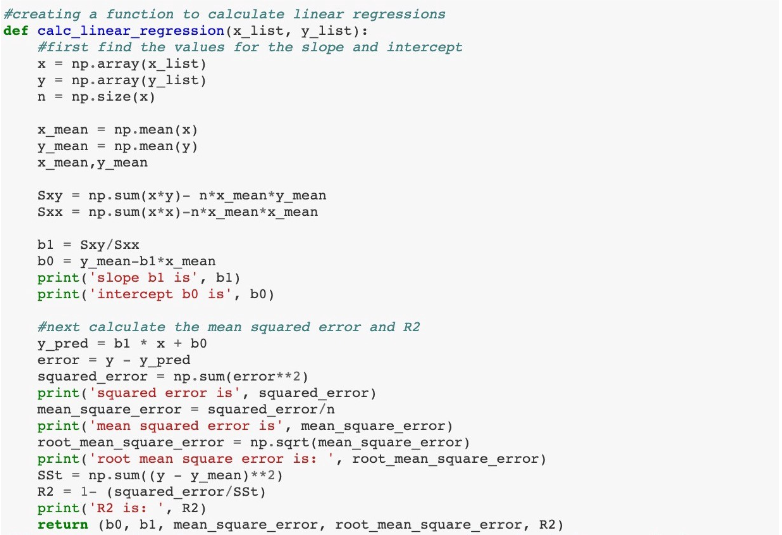 #creating a function to calculate linear regressions
def calc_linear_regression(x_list, y_list):
    #first find the values for the slope and intercept
    x = np.array(x_list)
    y = np.array(y_list)
    n = np.size(x)

    x_mean = np.mean(x)
    y_mean = np.mean(y)
    x_mean,y_mean

    Sxy = np.sum(x*y)- n*x_mean*y_mean
    Sxx = np.sum(x*x)-n*x_mean*x_mean

    b1 = Sxy/Sxx
    b0 = y_mean-b1*x_mean
    print('slope b1 is', b1)
    print('intercept b0 is', b0)

    #next calculate the mean squared error and R2
    y_pred = b1 * x + b0
    error = y - y_pred
    squared_error = np.sum(error**2)
    print('squared error is', squared_error)
    mean_square_error = squared_error/n
    print('mean squared error is', mean_square_error)
    root_mean_square_error = np.sqrt(mean_square_error)
    print('root mean square error is: ', root_mean_square_error)
    SSt = np.sum((y - y_mean)**2)
    R2 = 1- (squared_error/SSt)
    print('R2 is: ', R2)
    return (b0, b1, mean_square_error, root_mean_square_error, R2)